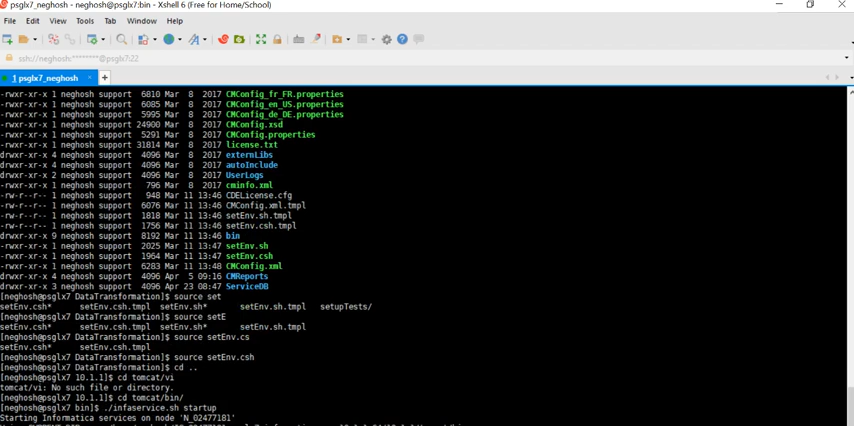 psglx7_neghosh - neghosh@psglx7:bin - Xshell 6 (Free for Home/School)
File Edit View Tools Tab Window Help
ssh://neghosh:********@psglx7:22
1 psglx7_neghosh × +
-rwxr-xr-x 1 neghosh support 6810 Mar 8 2017 CMConfig_fr_FR.properties
-rwxr-xr-x 1 neghosh support 6085 Mar 8 2017 CMConfig_en_US.properties
-rwxr-xr-x 1 neghosh support 5995 Mar 8 2017 CMConfig_de_DE.properties
-rwxr-xr-x 1 neghosh support 24900 Mar 8 2017 CMConfig.xsd
-rwxr-xr-x 1 neghosh support 5291 Mar 8 2017 CMConfig.properties
-rwxr-xr-x 1 neghosh support 31814 Mar 8 2017 license.txt
drwxr-xr-x 4 neghosh support 4096 Mar 8 2017 externLibs
drwxr-xr-x 4 neghosh support 4096 Mar 8 2017 autoInclude
drwxr-xr-x 2 neghosh support 4096 Mar 8 2017 UserLogs
-rwxr-xr-x 1 neghosh support 796 Mar 8 2017 cminfo.xml
-rw-r--r-- 1 neghosh support 948 Mar 11 13:46 CDELicense.cfg
-rw-r--r-- 1 neghosh support 6076 Mar 11 13:46 CMConfig.xml.tmpl
-rw-r--r-- 1 neghosh support 1818 Mar 11 13:46 setEnv.sh.tmpl
-rw-r--r-- 1 neghosh support 1756 Mar 11 13:46 setEnv.csh.tmpl
drwxr-xr-x 9 neghosh support 8192 Mar 11 13:46 bin
-rwxr-xr-x 1 neghosh support 2025 Mar 11 13:47 setEnv.sh
-rwxr-xr-x 1 neghosh support 1964 Mar 11 13:47 setEnv.csh
-rwxr-xr-x 1 neghosh support 6283 Mar 11 13:48 CMConfig.xml
drwxr-xr-x 4 neghosh support 4096 Apr 5 09:16 CMReports
drwxr-xr-x 3 neghosh support 4096 Apr 23 08:47 ServiceDB
[neghosh@psglx7 DataTransformation]$ source set
setEnv.csh* setEnv.csh.tmpl setEnv.sh* setEnv.sh.tmpl setupTests/
[neghosh@psglx7 DataTransformation]$ source setE
setEnv.csh* setEnv.csh.tmpl setEnv.sh* setEnv.sh.tmpl
[neghosh@psglx7 DataTransformation]$ source setEnv.cs
setEnv.csh* setEnv.csh.tmpl
[neghosh@psglx7 DataTransformation]$ source setEnv.csh
[neghosh@psglx7 DataTransformation]$ cd ..
[neghosh@psglx7 10.1.1]$ cd tomcat/vi
tomcat/vi: No such file or directory.
[neghosh@psglx7 10.1.1]$ cd tomcat/bin/
[neghosh@psglx7 bin]$ ./infaservice.sh startup
Starting Informatica services on node 'N_02477181'